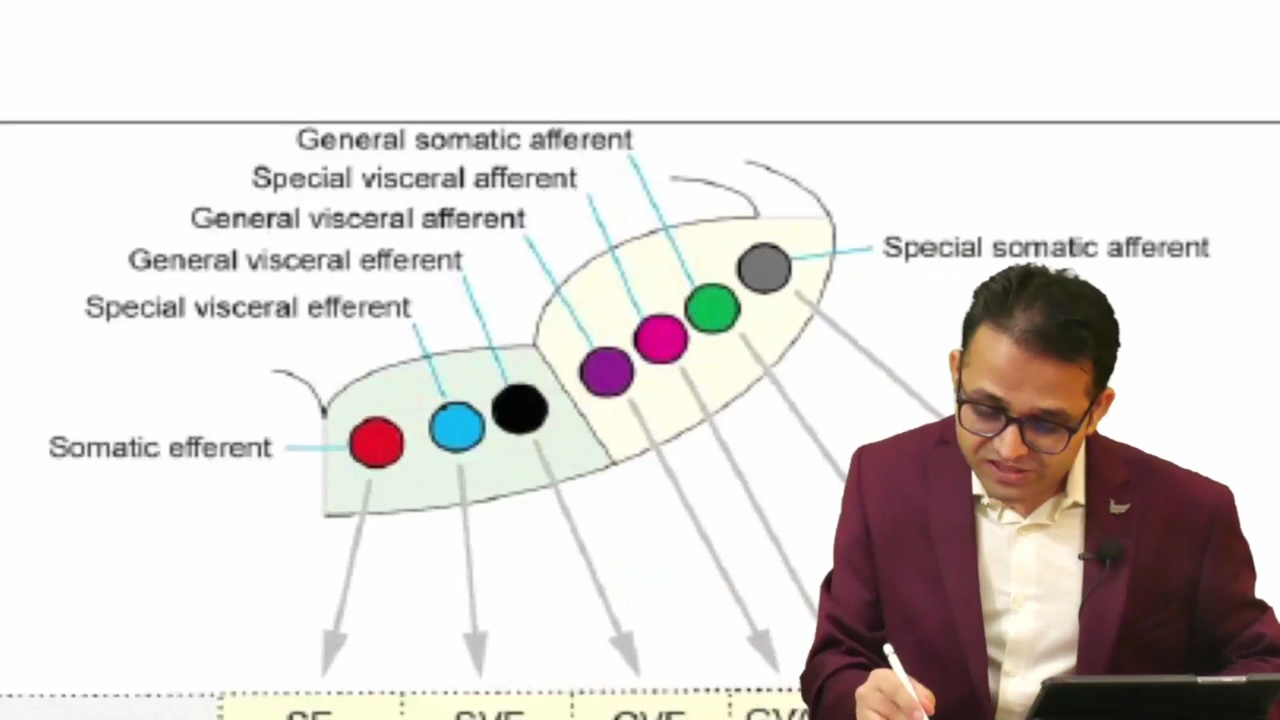 General somatic afferent
Special visceral afferent
General visceral afferent
General visceral efferent
Special somatic afferent
Special visceral efferent
Somatic efferent